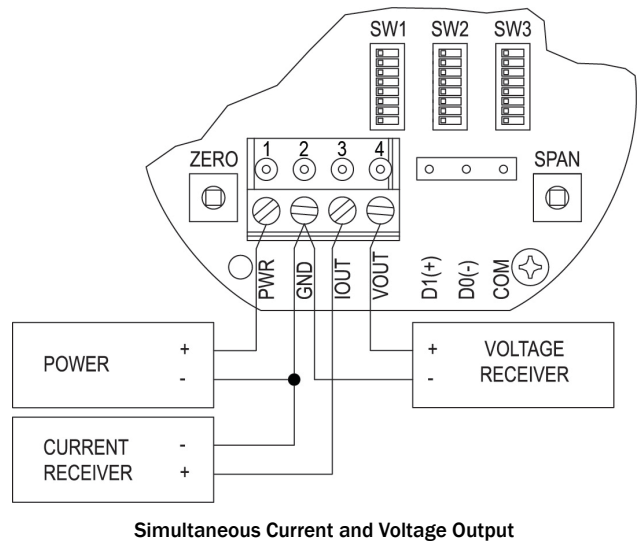 SW1 SW2 SW3
1 2 3 4
ZERO SPAN
PWR GND IOUT VOUT D1(+) D0(-) COM
POWER + -
+ - VOLTAGE RECEIVER
CURRENT RECEIVER - +
Simultaneous Current and Voltage Output